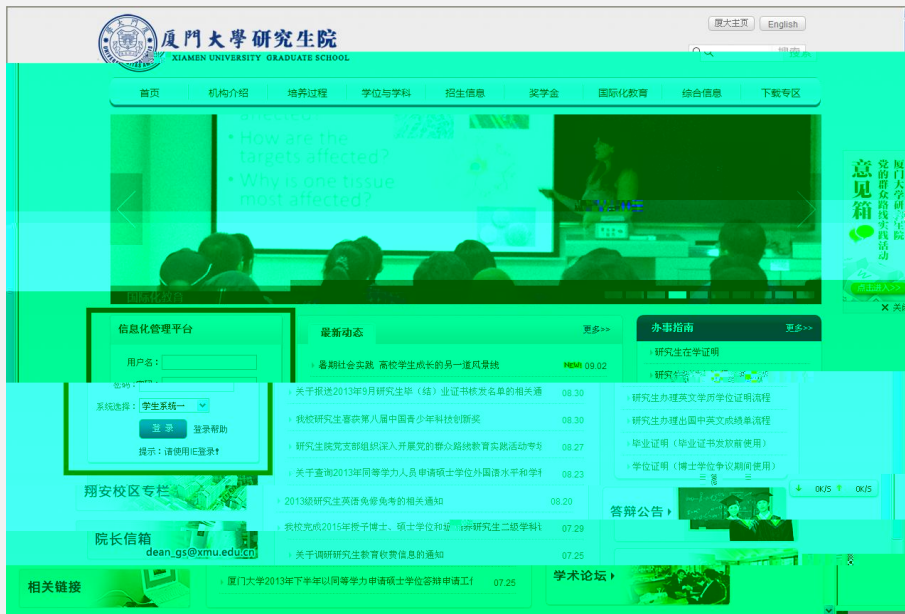 厦大主页 English
厦門大學研究生院
XIAMEN UNIVERSITY GRADUATE SCHOOL
搜索
首页 机构介绍 培养过程 学位与学科 招生信息 奖学金 国际化教育 综合信息 下载专区
• How are the
targets affected?
• Why is one tissue
most affected?
意见箱
党的群众路线实践活动
厦门大学研究生院
点击进入>>
国际化教育
信息化管理平台
最新动态 更多>>
办事指南 更多>>
用户名：
系统选择： 学生系统一
登录 登录帮助
提示：请使用IE登录!
暑期社会实践 高校学生成长的另一道风景线 NEW! 09.02
关于报送2013年9月研究生毕（结）业证书核发名单的相关通 08.30
我校研究生喜获第八届中国青少年科技创新奖 08.30
研究生院党支部组织深入开展党的群众路线教育实践活动专场 08.27
关于查询2013年同等学力人员申请硕士学位外国语水平和学科 08.23
2013级研究生英语免修免考的相关通知 08.20
我校完成2015年授予博士、硕士学位和 研究生二级学科 07.29
关于调研研究生教育收费信息的通知 07.25
厦门大学2013年下半年以同等学力申请硕士学位答辩申请工作 07.25
研究生在学证明
研究生办理英文学历学位证明流程
研究生办理出国中英文成绩单流程
毕业证明（毕业证书发放前使用）
学位证明（博士学位争议期间使用）
0K/S 0K/S
翔安校区专栏
答辩公告
院长信箱
dean_gs@xmu.edu.cn
学术论坛
相关链接